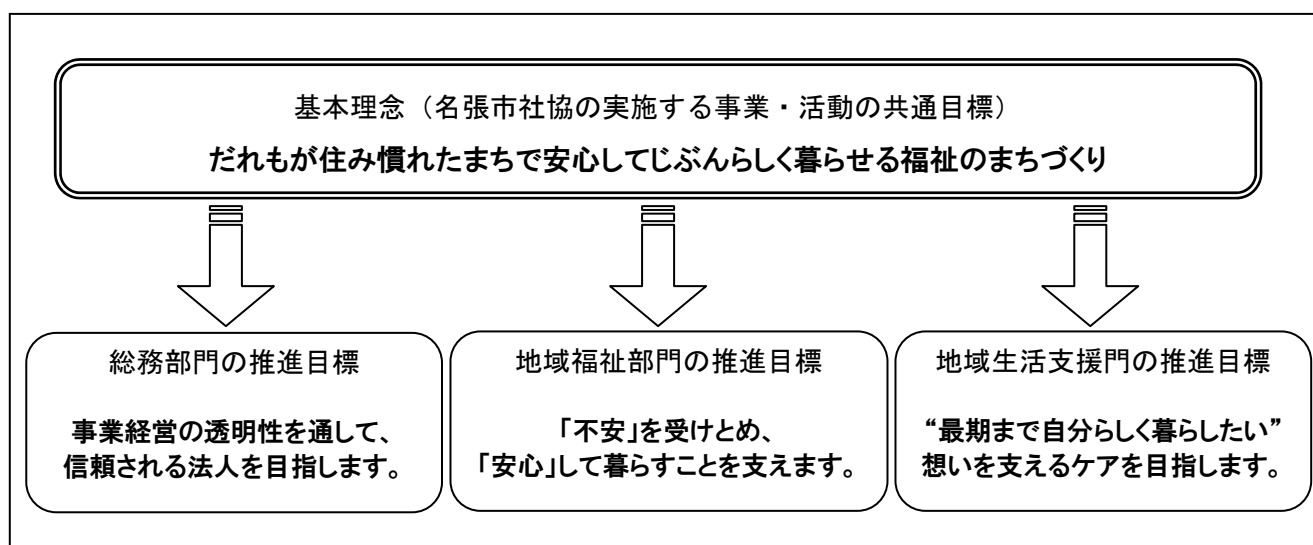 基本理念（名張市社協の実施する事業・活動の共通目標）
だれもが住み慣れたまちで安心してじぶんらしく暮らせる福祉のまちづくり
総務部門の推進目標
事業経営の透明性を通して、
信頼される法人を目指します。
地域福祉部門の推進目標
「不安」を受けとめ、
「安心」して暮らすことを支えます。
地域生活支援門の推進目標
“最期まで自分らしく暮らしたい”
想いを支えるケアを目指します。